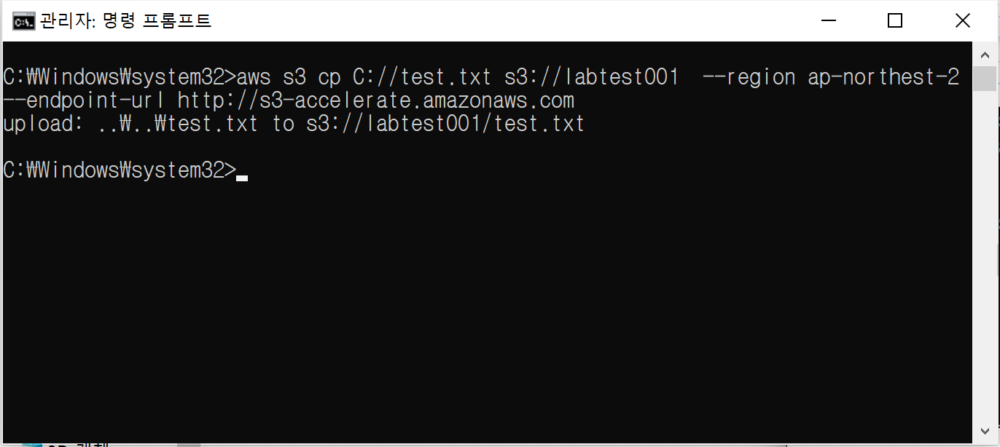 관리자: 명령 프롬프트
C:₩Windows₩system32>aws s3 cp C://test.txt s3://labtest001  --region ap-northest-2
--endpoint-url http://s3-accelerate.amazonaws.com
upload: ..₩..₩test.txt to s3://labtest001/test.txt
C:₩Windows₩system32>